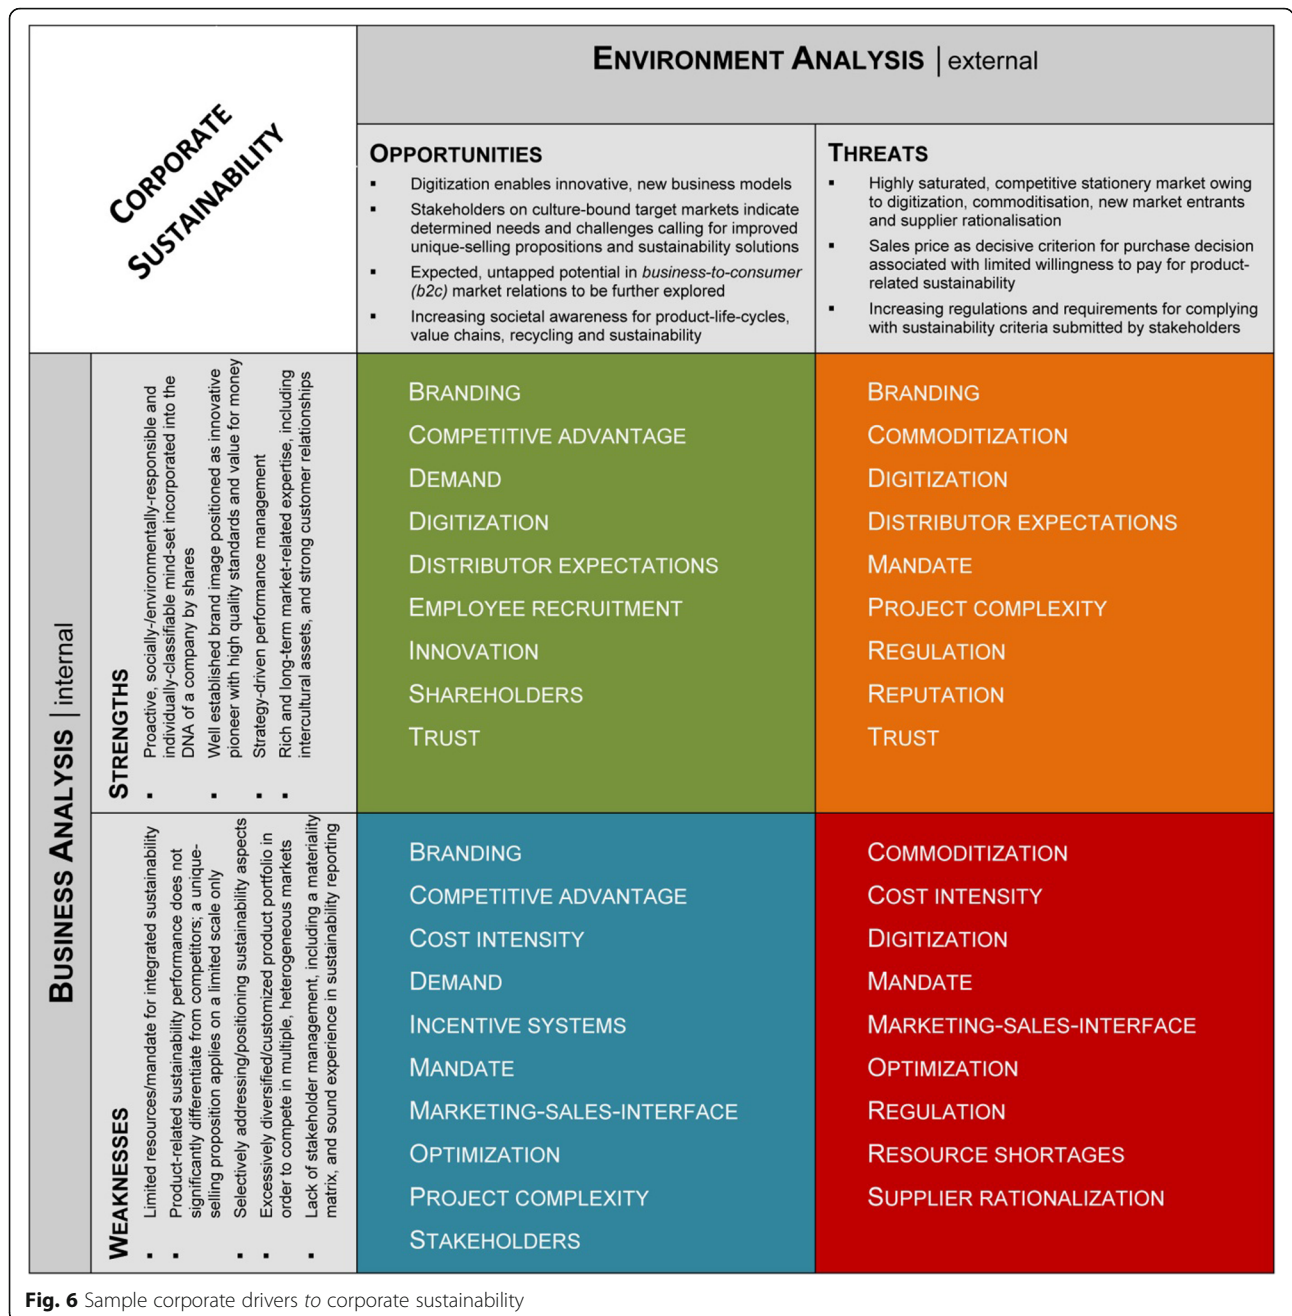 CORPORATE
SUSTAINABILITY
ENVIRONMENT ANALYSIS | external
OPPORTUNITIES
▪ Digitization enables innovative, new business models
▪ Stakeholders on culture-bound target markets indicate
determined needs and challenges calling for improved
unique-selling propositions and sustainability solutions
▪ Expected, untapped potential in business-to-consumer
(b2c) market relations to be further explored
▪ Increasing societal awareness for product-life-cycles,
value chains, recycling and sustainability
THREATS
▪ Highly saturated, competitive stationery market owing
to digitization, commoditisation, new market entrants
and supplier rationalisation
▪ Sales price as decisive criterion for purchase decision
associated with limited willingness to pay for product-
related sustainability
▪ Increasing regulations and requirements for complying
with sustainability criteria submitted by stakeholders
BUSINESS ANALYSIS | internal
STRENGTHS
▪ Proactive, socially-/environmentally-responsible and
individually-classifiable mind-set incorporated into the
DNA of a company by shares
▪ Well established brand image positioned as innovative
pioneer with high quality standards and value for money
▪ Strategy-driven performance management
▪ Rich and long-term market-related expertise, including
intercultural assets, and strong customer relationships
BRANDING
COMPETITIVE ADVANTAGE
DEMAND
DIGITIZATION
DISTRIBUTOR EXPECTATIONS
EMPLOYEE RECRUITMENT
INNOVATION
SHAREHOLDERS
TRUST
BRANDING
COMMODITIZATION
DIGITIZATION
DISTRIBUTOR EXPECTATIONS
MANDATE
PROJECT COMPLEXITY
REGULATION
REPUTATION
TRUST
WEAKNESSES
▪ Limited resources/mandate for integrated sustainability
▪ Product-related sustainability performance does not
significantly differentiate from competitors; a unique-
selling proposition applies on a limited scale only
▪ Selectively addressing/positioning sustainability aspects
▪ Excessively diversified/customized product portfolio in
order to compete in multiple, heterogeneous markets
▪ Lack of stakeholder management, including a materiality
matrix, and sound experience in sustainability reporting
BRANDING
COMPETITIVE ADVANTAGE
COST INTENSITY
DEMAND
INCENTIVE SYSTEMS
MANDATE
MARKETING-SALES-INTERFACE
OPTIMIZATION
PROJECT COMPLEXITY
STAKEHOLDERS
COMMODITIZATION
COST INTENSITY
DIGITIZATION
MANDATE
MARKETING-SALES-INTERFACE
OPTIMIZATION
REGULATION
RESOURCE SHORTAGES
SUPPLIER RATIONALIZATION
Fig. 6 Sample corporate drivers to corporate sustainability